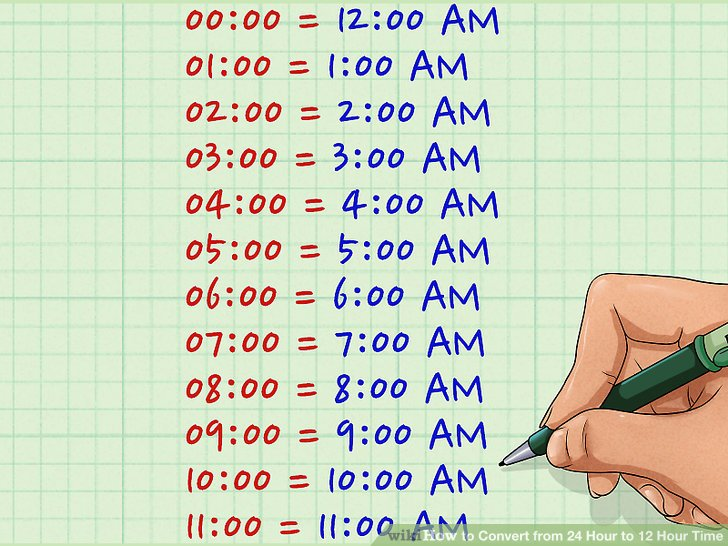 00:00 = 12:00 AM
01:00 = 1:00 AM
02:00 = 2:00 AM
03:00 = 3:00 AM
04:00 = 4:00 AM
05:00 = 5:00 AM
06:00 = 6:00 AM
07:00 = 7:00 AM
08:00 = 8:00 AM
09:00 = 9:00 AM
10:00 = 10:00 AM
11:00 = 11:00 AM
wikiHow to Convert from 24 Hour to 12 Hour Time